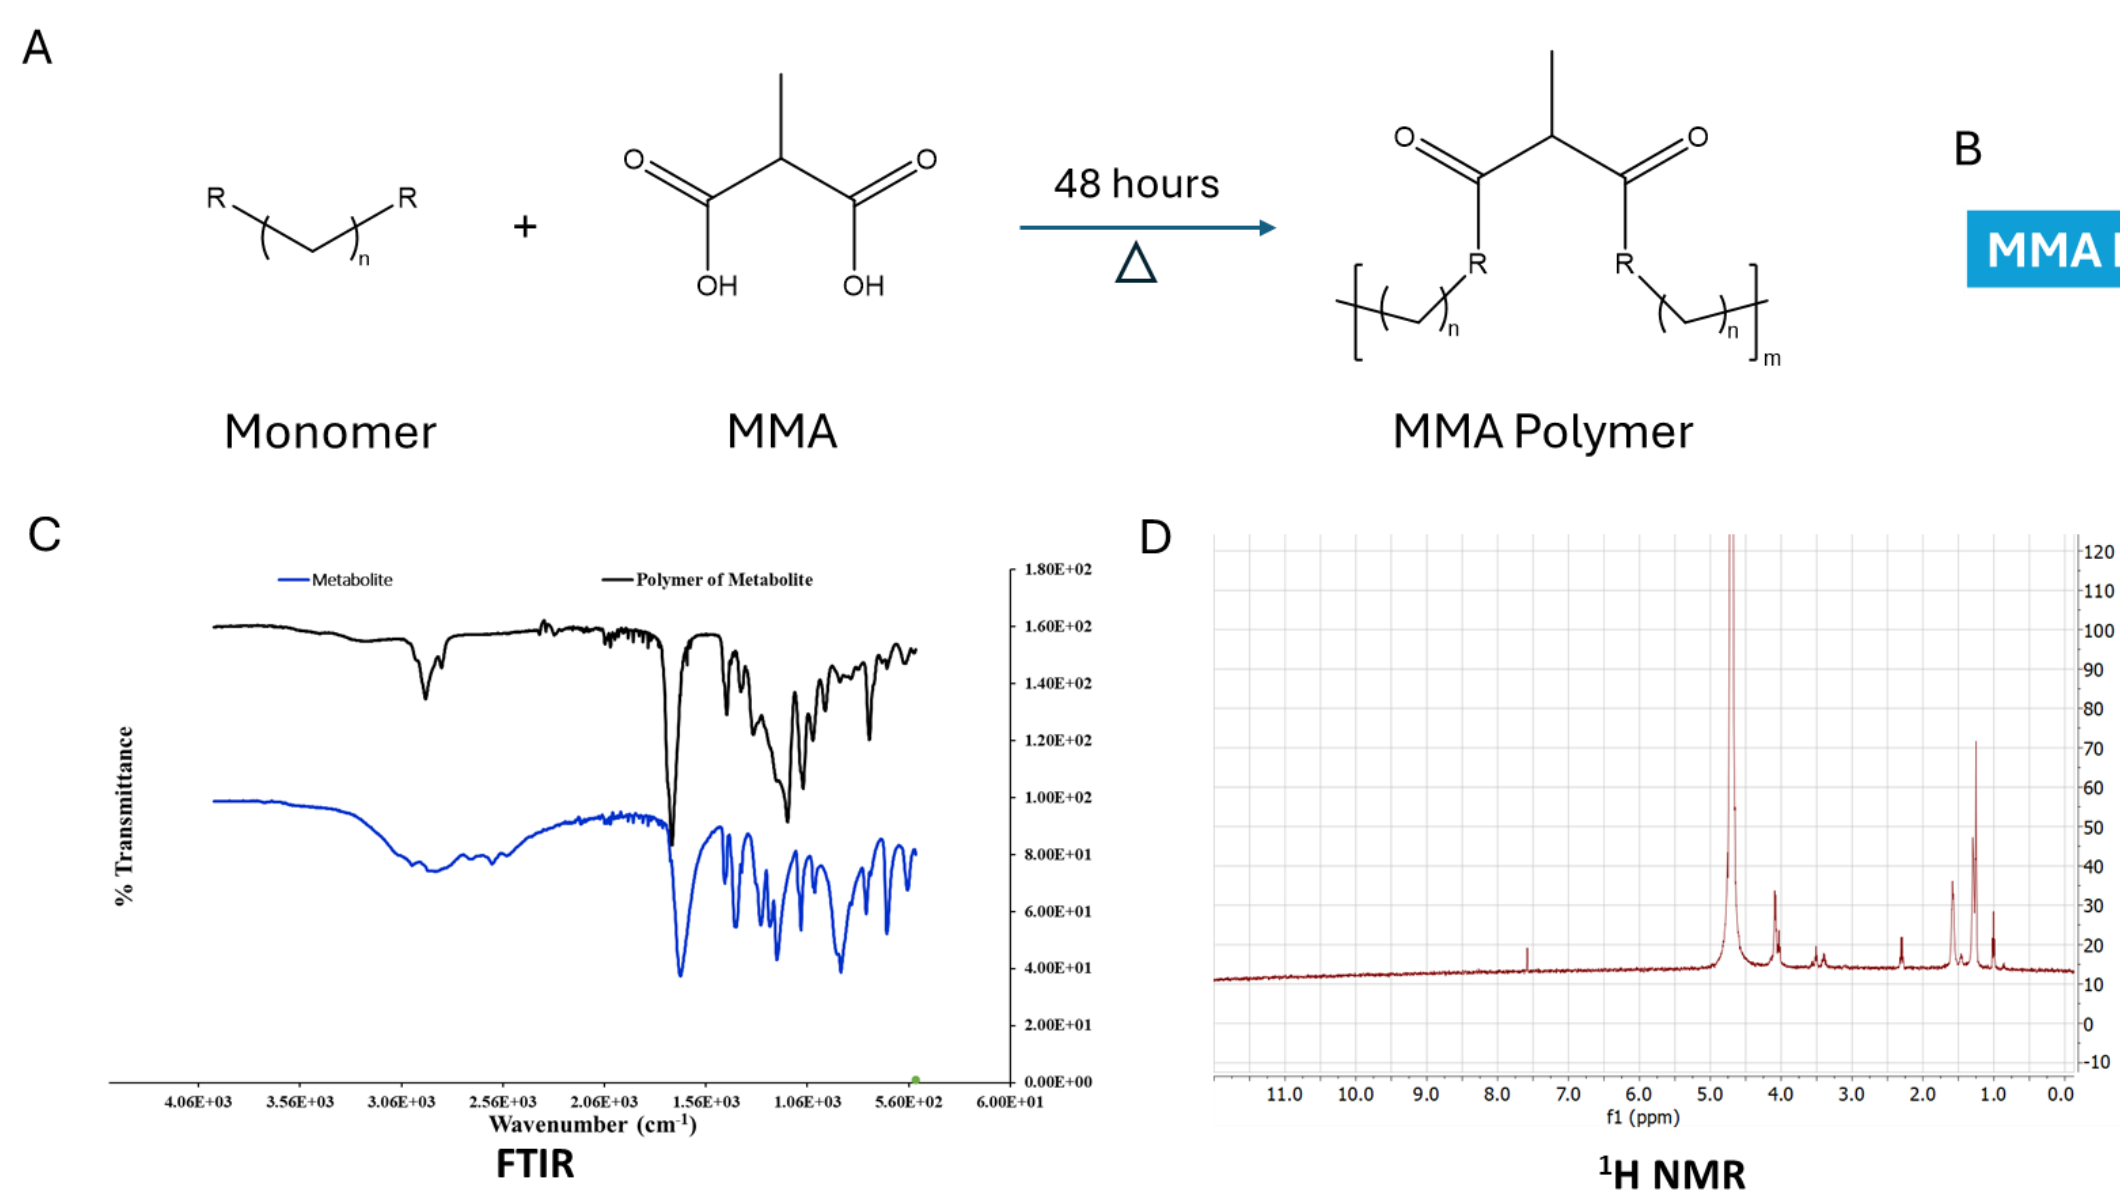 A
R
R
n
+
O
O
OH
OH
48 hours
△
O
O
R
R
n
n
m
B
MMA
Monomer
MMA
MMA Polymer
C
Metabolite
Polymer of Metabolite
% Transmittance
1.80E+02
1.60E+02
1.40E+02
1.20E+02
1.00E+02
8.00E+01
6.00E+01
4.00E+01
2.00E+01
0.00E+00
4.06E+03 3.56E+03 3.06E+03 2.56E+03 2.06E+03 1.56E+03 1.06E+03 5.60E+02 6.00E+01
Wavenumber (cm⁻¹)
FTIR
D
120
110
100
90
80
70
60
50
40
30
20
10
0
-10
11.0 10.0 9.0 8.0 7.0 6.0 5.0 4.0 3.0 2.0 1.0 0.0
f1 (ppm)
¹H NMR